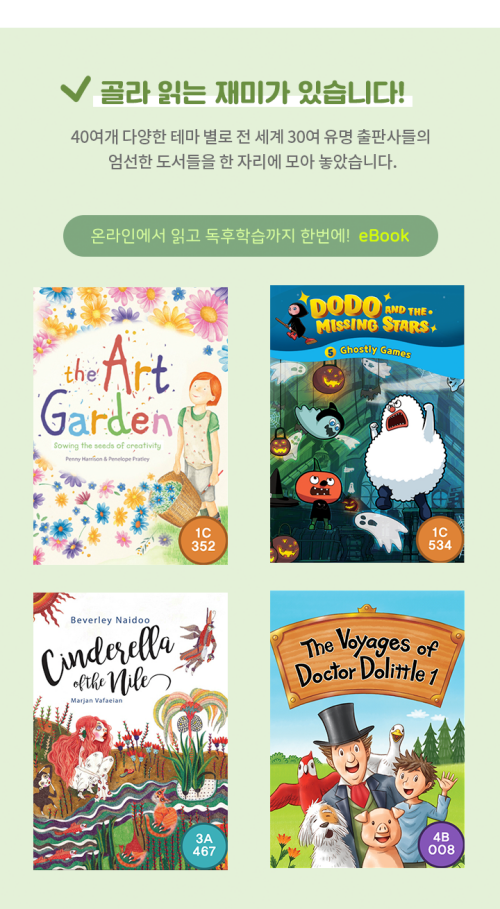 골라 읽는 재미가 있습니다!
40여개 다양한 테마 별로 전 세계 30여 유명 출판사들의
엄선한 도서들을 한 자리에 모아 놓았습니다.
온라인에서 읽고 독후학습까지 한번에! eBook
the Art
Garden
Sowing the seeds of creativity
Penny Harrison & Penelope Pratley
1C
352
DODO AND THE
MISSING STARS
5 Ghostly Games
1C
534
Beverley Naidoo
Cinderella
of the Nile
Marjan Vafaeian
3A
467
The Voyages of
Doctor Dolittle 1
4B
008